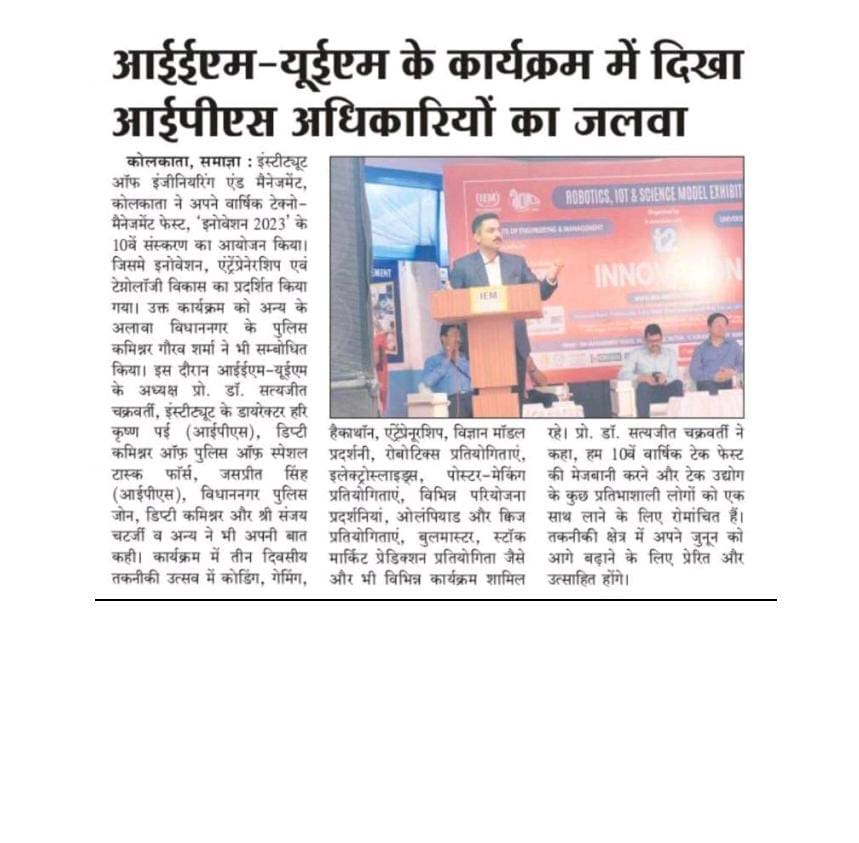 आईईएम-यूईएम के कार्यक्रम में दिखा
आईपीएस अधिकारियों का जलवा
कोलकाता, समाज्ञा : इंस्टीट्यूट
ऑफ इंजीनियरिंग एंड मैनेजमेंट,
कोलकाता ने अपने वार्षिक टेक्नो-
मैनेजमेंट फेस्ट, 'इनोवेशन 2023' के
10वें संस्करण का आयोजन किया।
जिसमे इनोवेशन, एंट्रेंप्रेनेरशिप एवं
टेग्नोलॉजी विकास का प्रदर्शित किया
गया। उक्त कार्यक्रम को अन्य के
अलावा विधाननगर के पुलिस
कमिश्नर गौरव शर्मा ने भी सम्बोधित
किया। इस दौरान आईईएम-यूईएम
के अध्यक्ष प्रो. डॉ. सत्यजीत
चक्रवर्ती, इंस्टीट्यूट के डायरेक्टर हरि
कृष्ण पई (आईपीएस), डिप्टी
कमिश्नर ऑफ़ पुलिस ऑफ़ स्पेशल
टास्क फॉर्स, जसप्रीत सिंह
(आईपीएस), विधाननगर पुलिस
जोन, डिप्टी कमिश्नर और श्री संजय
चटर्जी व अन्य ने भी अपनी बात
कही। कार्यक्रम में तीन दिवसीय
तकनीकी उत्सव में कोडिंग, गेमिंग,
ROBOTICS, IOT & SCIENCE MODEL EXHIBIT
IEM
OF ENGINEERING & MANAGEMENT
UNIVERS
INNOV
ON
IEM
हैकाथॉन, एंट्रेप्रेनूरशिप, विज्ञान मॉडल
प्रदर्शनी, रोबोटिक्स प्रतियोगिताएं,
इलेक्ट्रोस्लाइड्स, पोस्टर-मेकिंग
प्रतियोगिताएं, विभिन्न परियोजना
प्रदर्शनियां, ओलंपियाड और क्विज
प्रतियोगिताएं, बुलमास्टर, स्टॉक
मार्किट प्रेडिक्शन प्रतियोगिता जैसे
और भी विभिन्न कार्यक्रम शामिल
रहे। प्रो. डॉ. सत्यजीत चक्रवर्ती ने
कहा, हम 10वें वार्षिक टेक फेस्ट
की मेजबानी करने और टेक उद्योग
के कुछ प्रतिभाशाली लोगों को एक
साथ लाने के लिए रोमांचित हैं।
तकनीकी क्षेत्र में अपने जुनून को
आगे बढ़ाने के लिए प्रेरित और
उत्साहित होंगे।